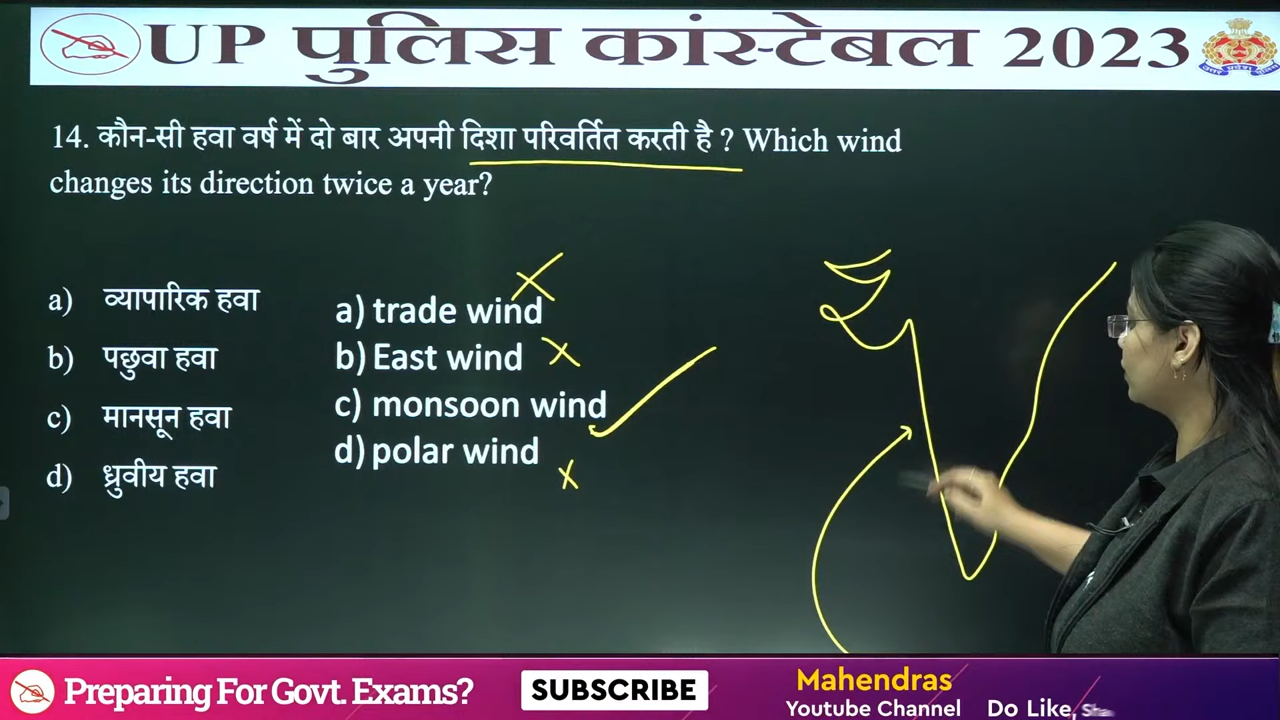 UP पुलिस कांस्टेबल 2023
14. कौन-सी हवा वर्ष में दो बार अपनी दिशा परिवर्तित करती है ? Which wind
changes its direction twice a year?
a) व्यापारिक हवा
b) पछुवा हवा
c) मानसून हवा
d) ध्रुवीय हवा
a) trade wind
b) East wind
c) monsoon wind
d) polar wind
Preparing For Govt. Exams?
SUBSCRIBE
Mahendras
YouTube Channel
Do Like,